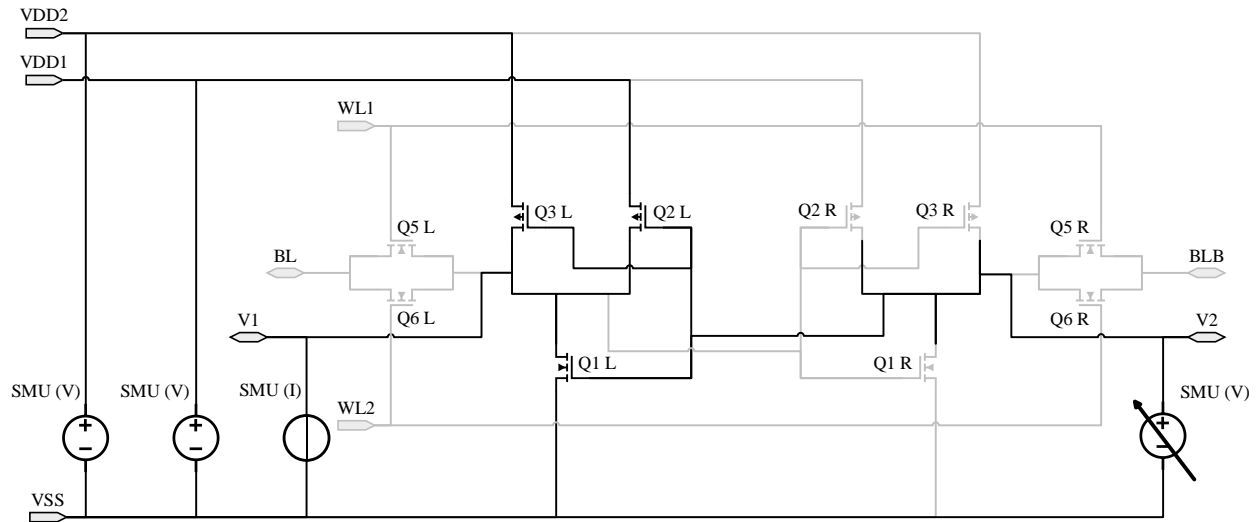 VDD2
VDD1
WL1
Q3 L
Q2 L
Q2 R
Q3 R
Q5 L
Q5 R
BL
BLB
Q6 L
Q6 R
V1
V2
Q1 L
Q1 R
SMU (V)
SMU (V)
SMU (I)
SMU (V)
WL2
VSS